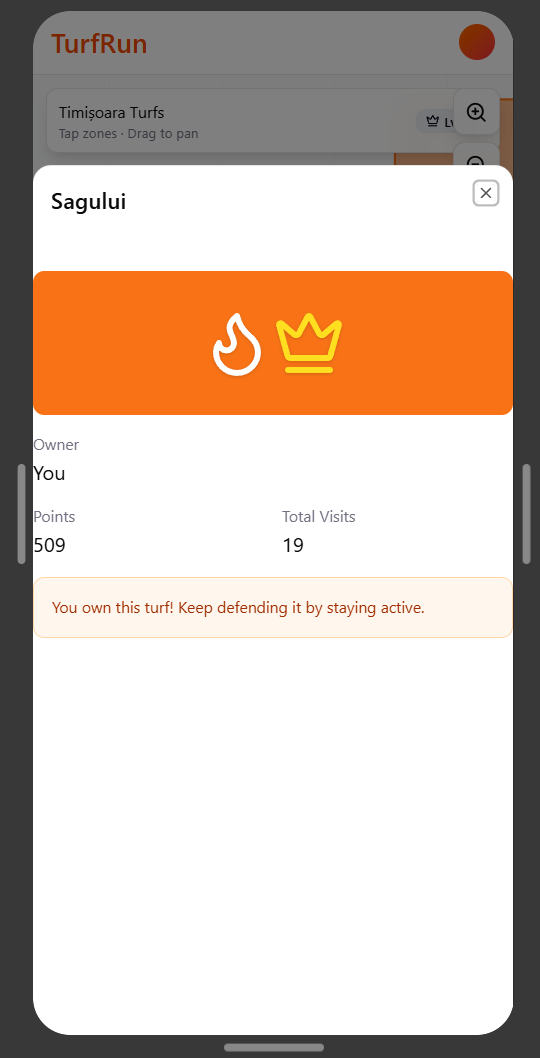 TurfRun
Timișoara Turfs
Tap zones · Drag to pan
Sagului
Owner
You
Points
Total Visits
509
19
You own this turf! Keep defending it by staying active.